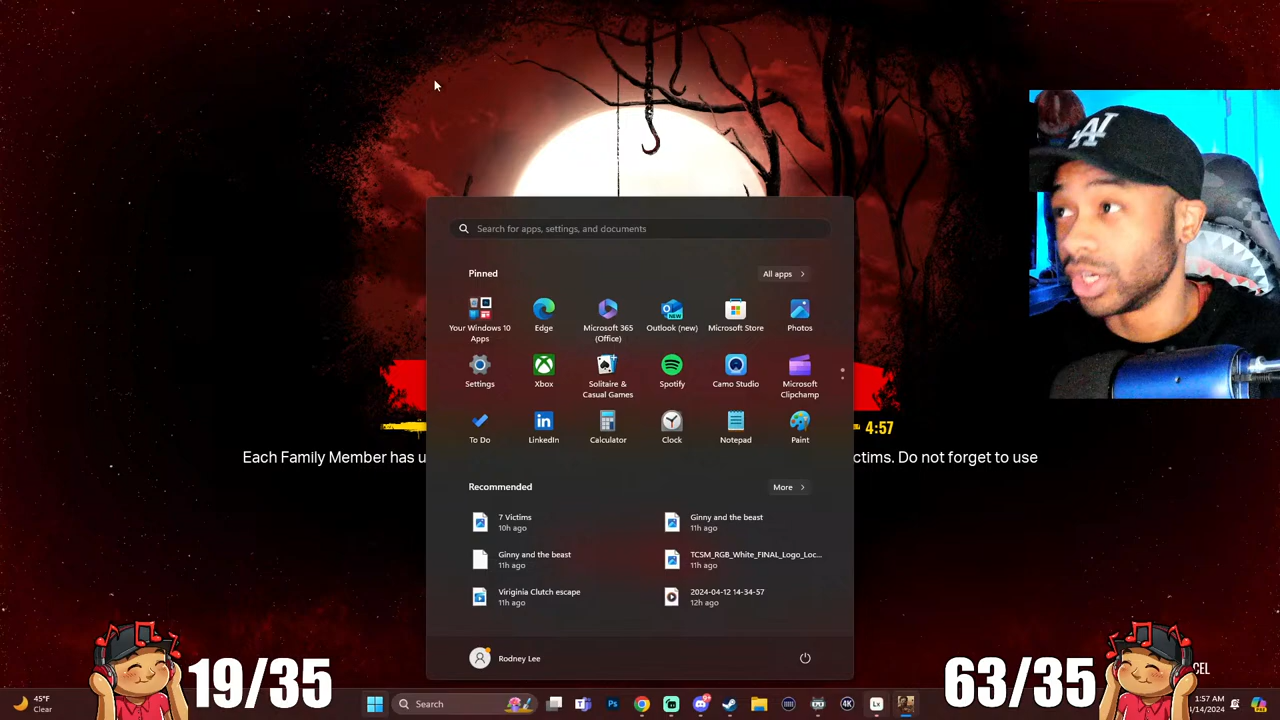 Search for apps, settings, and documents
Pinned
All apps
Your Windows 10 Apps
Edge
Microsoft 365 (Office)
Outlook (new)
Microsoft Store
Photos
Settings
Xbox
Solitaire & Casual Games
Spotify
Camo Studio
Microsoft Clipchamp
To Do
LinkedIn
Calculator
Clock
Notepad
Paint
4:57
Each Family Member has u
ctims. Do not forget to use
Recommended
More
7 Victims
10h ago
Ginny and the beast
11h ago
Ginny and the beast
11h ago
TCSM_RGB_White_FINAL_Logo_Loc...
11h ago
Viriginia Clutch escape
11h ago
2024-04-12 14-34-57
12h ago
Rodney Lee
19/35
63/35
CEL
45°F
Clear
Search
1:57 AM
/14/2024